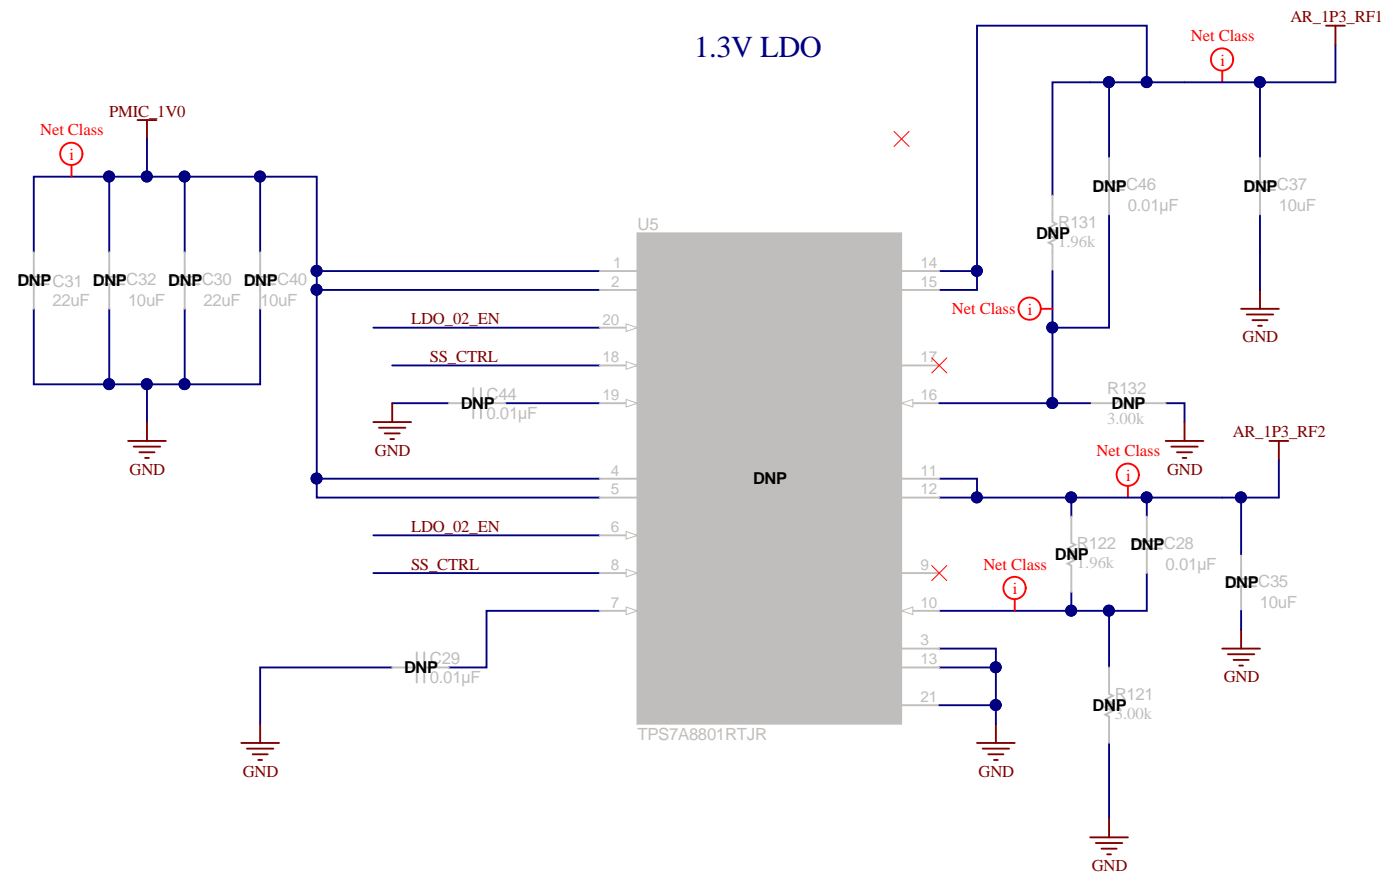 1.3V LDO
AR_1P3_RF1
Net Class
i
PMIC_1V0
Net Class
i
DNP C31
22uF
DNP C32
10uF
DNP C30
22uF
DNP C40
10uF
GND
U5
DNP
TPS7A8801RTJR
1
2
LDO_02_EN
20
SS_CTRL
18
DNP C44
0.01µF
19
GND
4
5
LDO_02_EN
6
SS_CTRL
8
7
DNP C29
0.01µF
GND
14
15
17
16
11
12
9
10
3
13
21
GND
DNP C46
0.01µF
DNP C37
10uF
GND
R131
DNP
1.96k
Net Class
i
R132
DNP
3.00k
GND
AR_1P3_RF2
Net Class
i
R122
DNP
1.96k
DNP C28
0.01µF
DNP C35
10uF
GND
Net Class
i
R121
DNP
3.00k
GND